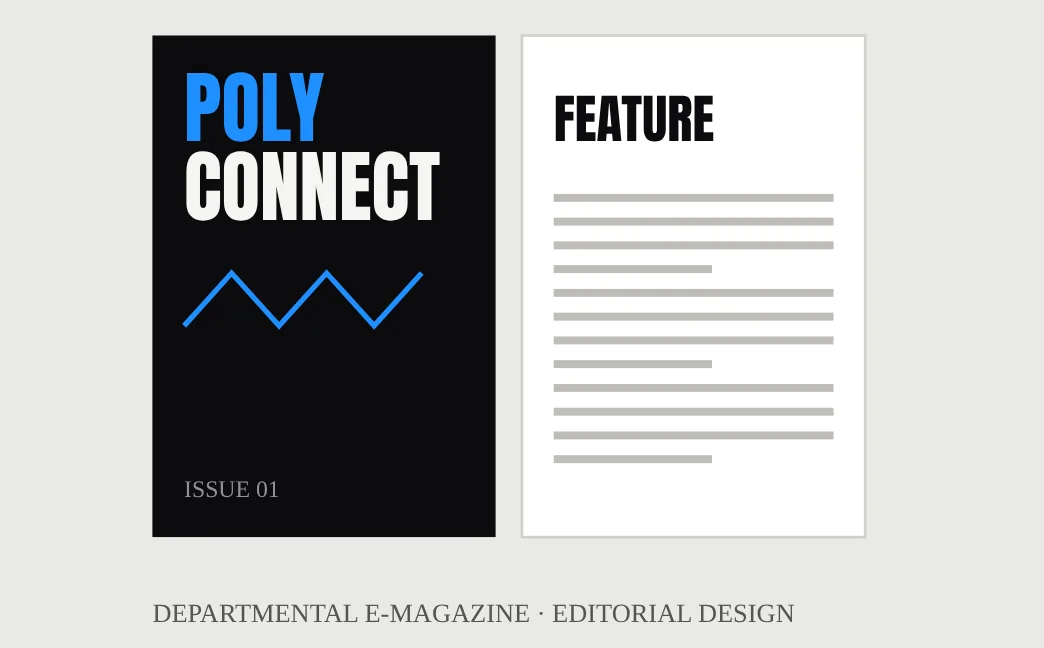 POLY
CONNECT
ISSUE 01
FEATURE
DEPARTMENTAL E-MAGAZINE · EDITORIAL DESIGN